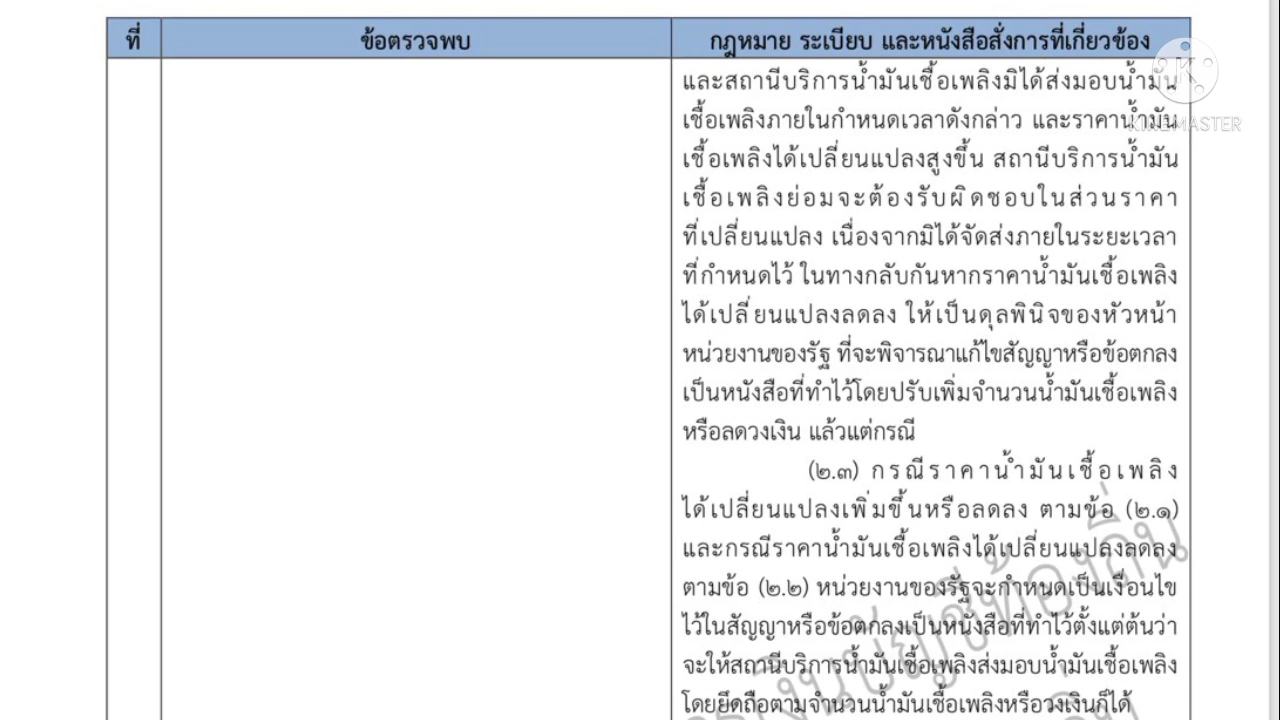 ที่ ข้อตรวจพบ กฎหมาย ระเบียบ และหนังสือสั่งการที่เกี่ยวข้อง
และสถานีบริการน้ำมันเชื้อเพลิงมิได้ส่งมอบน้ำมัน
เชื้อเพลิงภายในกำหนดเวลาดังกล่าว และราคาน้ำมัน
เชื้อเพลิงได้เปลี่ยนแปลงสูงขึ้น สถานีบริการน้ำมัน
เชื้อเพลิงย่อมจะต้องรับผิดชอบในส่วนราคา
ที่เปลี่ยนแปลง เนื่องจากมิได้จัดส่งภายในระยะเวลา
ที่กำหนดไว้ ในทางกลับกันหากราคาน้ำมันเชื้อเพลิง
ได้เปลี่ยนแปลงลดลง ให้เป็นดุลพินิจของหัวหน้า
หน่วยงานของรัฐ ที่จะพิจารณาแก้ไขสัญญาหรือข้อตกลง
เป็นหนังสือที่ทำไว้โดยปรับเพิ่มจำนวนน้ำมันเชื้อเพลิง
หรือลดวงเงิน แล้วแต่กรณี
(๒.๓) กรณีราคาน้ำมันเชื้อเพลิง
ได้เปลี่ยนแปลงเพิ่มขึ้นหรือลดลง ตามข้อ (๒.๑)
และกรณีราคาน้ำมันเชื้อเพลิงได้เปลี่ยนแปลงลดลง
ตามข้อ (๒.๒) หน่วยงานของรัฐจะกำหนดเป็นเงื่อนไข
ไว้ในสัญญาหรือข้อตกลงเป็นหนังสือที่ทำไว้ตั้งแต่ต้นว่า
จะให้สถานีบริการน้ำมันเชื้อเพลิงส่งมอบน้ำมันเชื้อเพลิง
โดยยึดถือตามจำนวนน้ำมันเชื้อเพลิงหรือวงเงินก็ได้
K
KINEMASTER